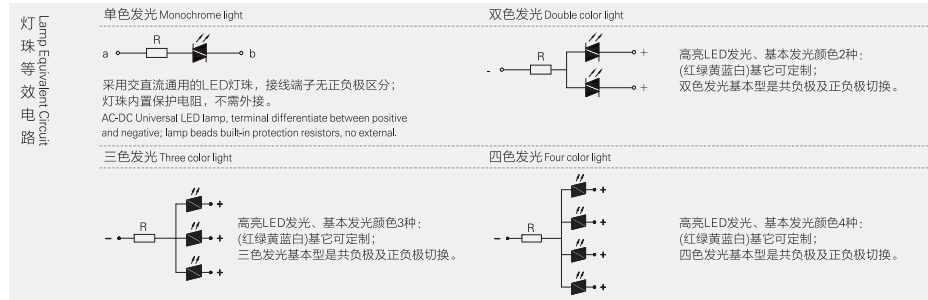 灯珠等效电路
Lamp Equivalent Circuit
单色发光 Monochrome light
R
a
b
采用交直流通用的LED灯珠，接线端子无正负极区分；
灯珠内置保护电阻，不需外接。
AC-DC Universal LED lamp, terminal differentiate between positive
and negative; lamp beads built-in protection resistors, no external.
双色发光 Double color light
R
-
+
+
高亮LED发光、基本发光颜色2种：
(红绿黄蓝白)基它可定制；
双色发光基本型是共负极及正负极切换。
三色发光 Three color light
R
-
+
+
+
高亮LED发光、基本发光颜色3种：
(红绿黄蓝白)基它可定制；
三色发光基本型是共负极及正负极切换。
四色发光 Four color light
R
-
+
+
+
+
高亮LED发光、基本发光颜色4种：
(红绿黄蓝白)基它可定制；
四色发光基本型是共负极及正负极切换。